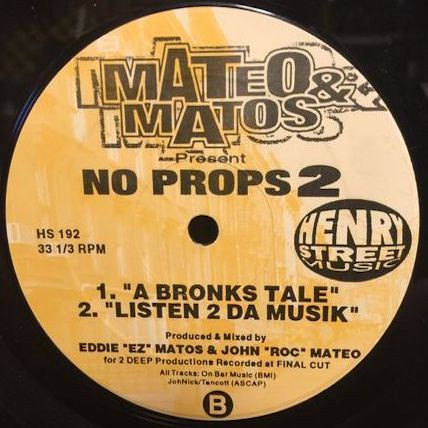 MATEO &
MATOS
Present
NO PROPS 2
HS 192
33 1/3 RPM
HENRY
STREET
MUSIC
1. "A BRONKS TALE"
2. "LISTEN 2 DA MUSIK"
Produced & Mixed by
EDDIE "EZ" MATOS & JOHN "ROC" MATEO
for 2 DEEP Productions Recorded at FINAL CUT
All Tracks: On Bar Music (BMI)
JohNick/Tancott (ASCAP)
B